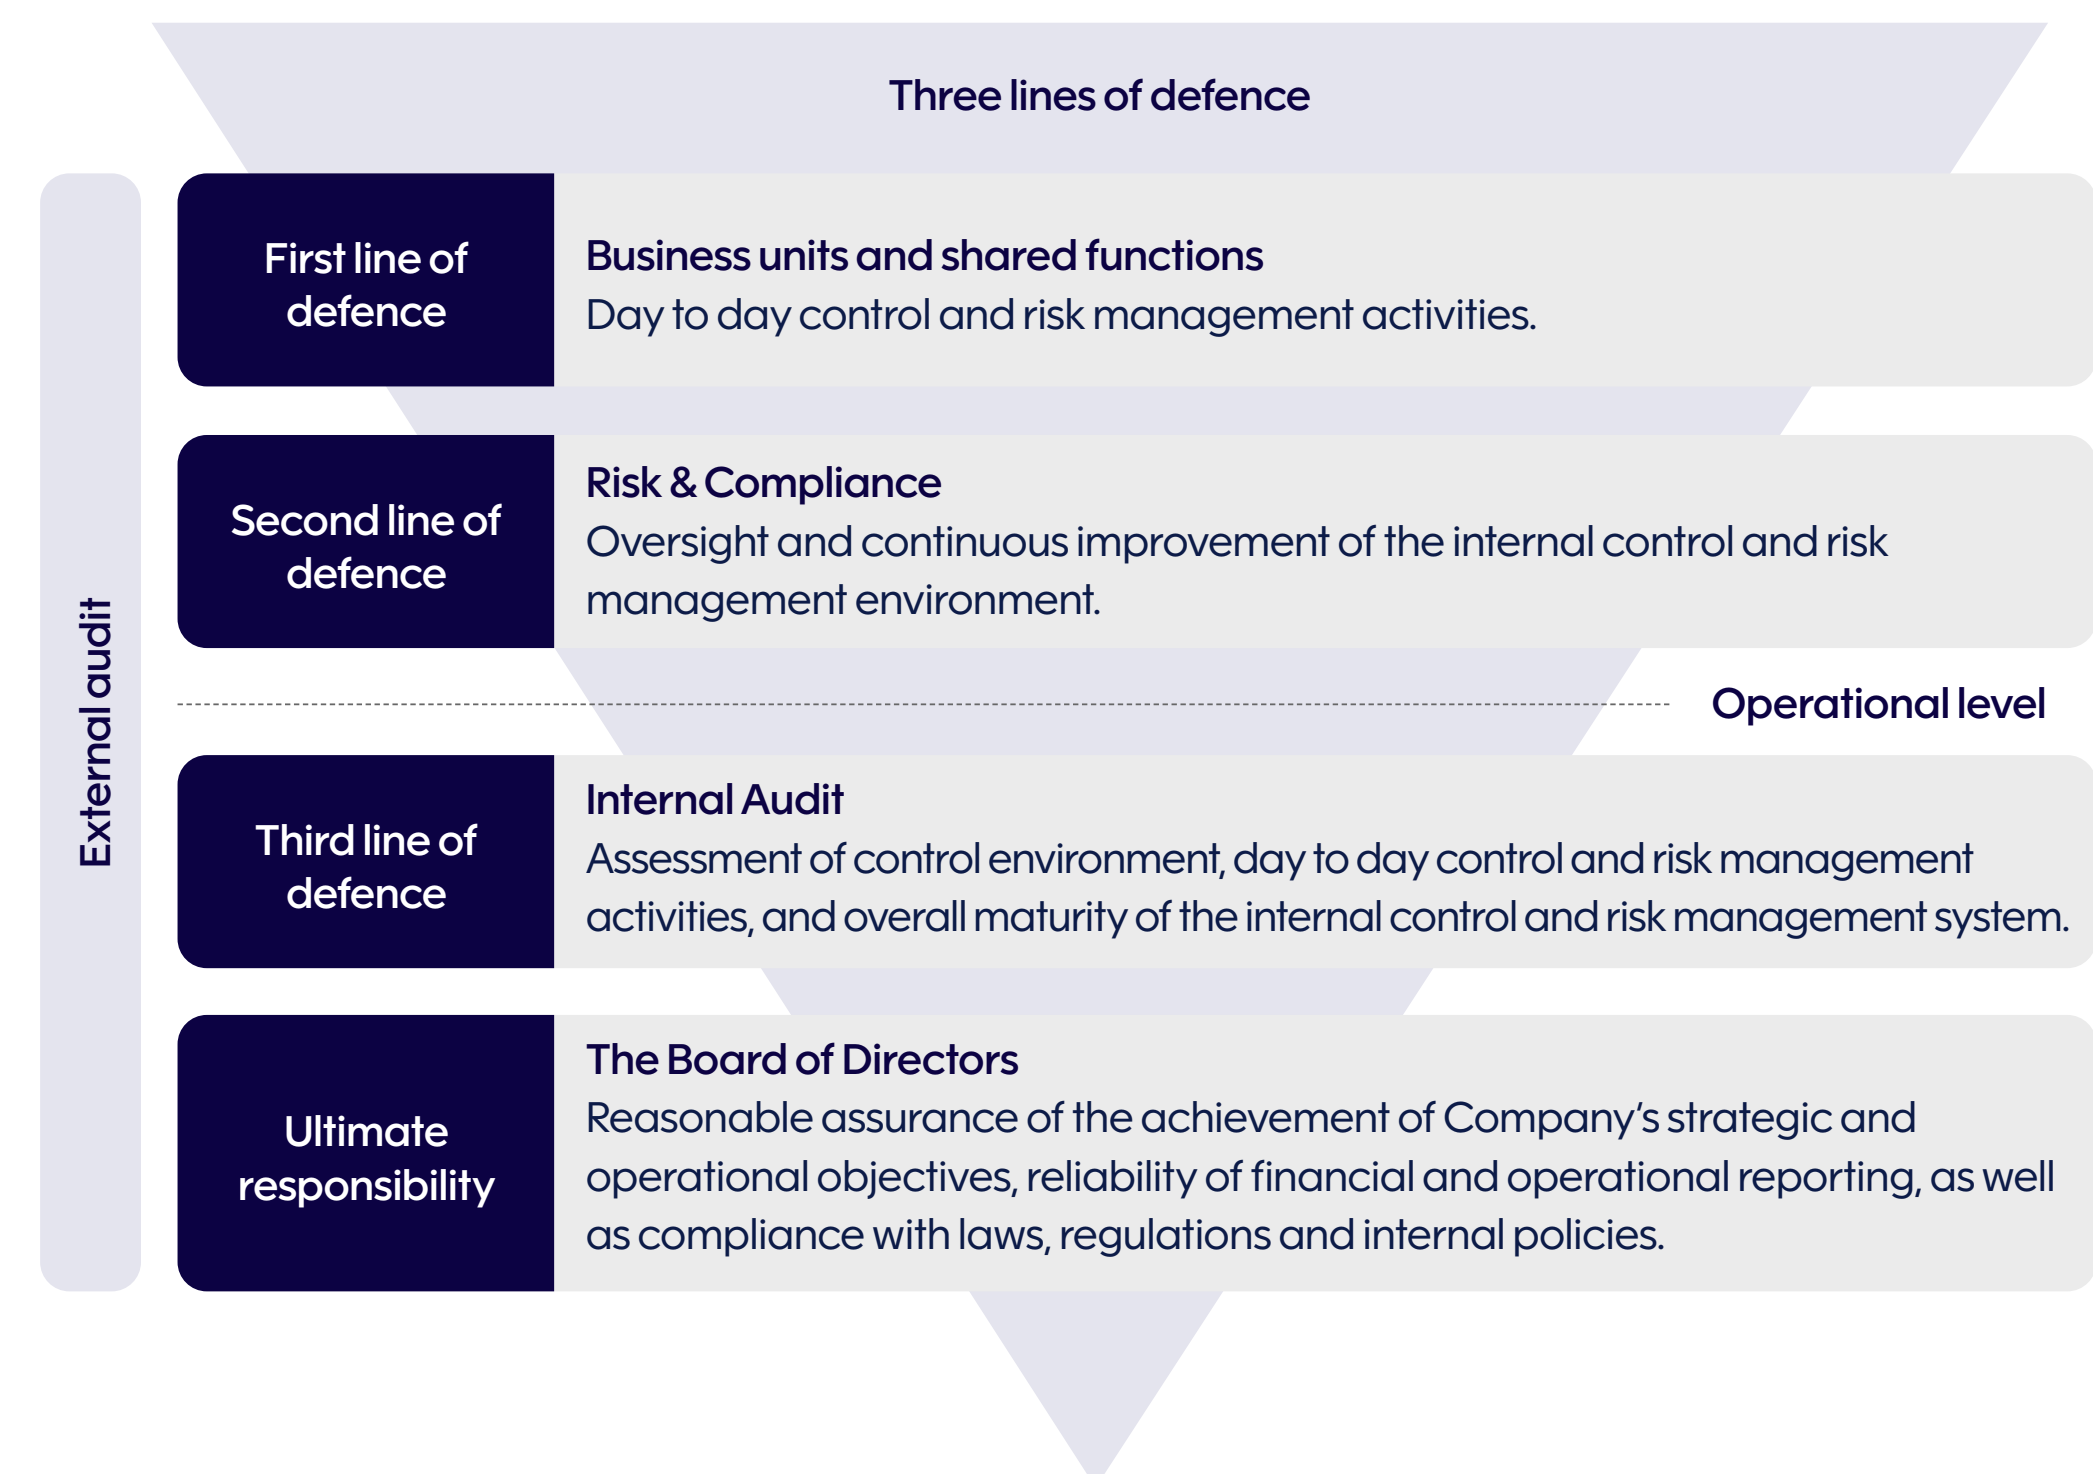 Three lines of defence
External audit
First line of
defence
Business units and shared functions
Day to day control and risk management activities.
Second line of
defence
Risk & Compliance
Oversight and continuous improvement of the internal control and risk
management environment.
Operational level
Third line of
defence
Internal Audit
Assessment of control environment, day to day control and risk management
activities, and overall maturity of the internal control and risk management system.
Ultimate
responsibility
The Board of Directors
Reasonable assurance of the achievement of Company’s strategic and
operational objectives, reliability of financial and operational reporting, as well
as compliance with laws, regulations and internal policies.